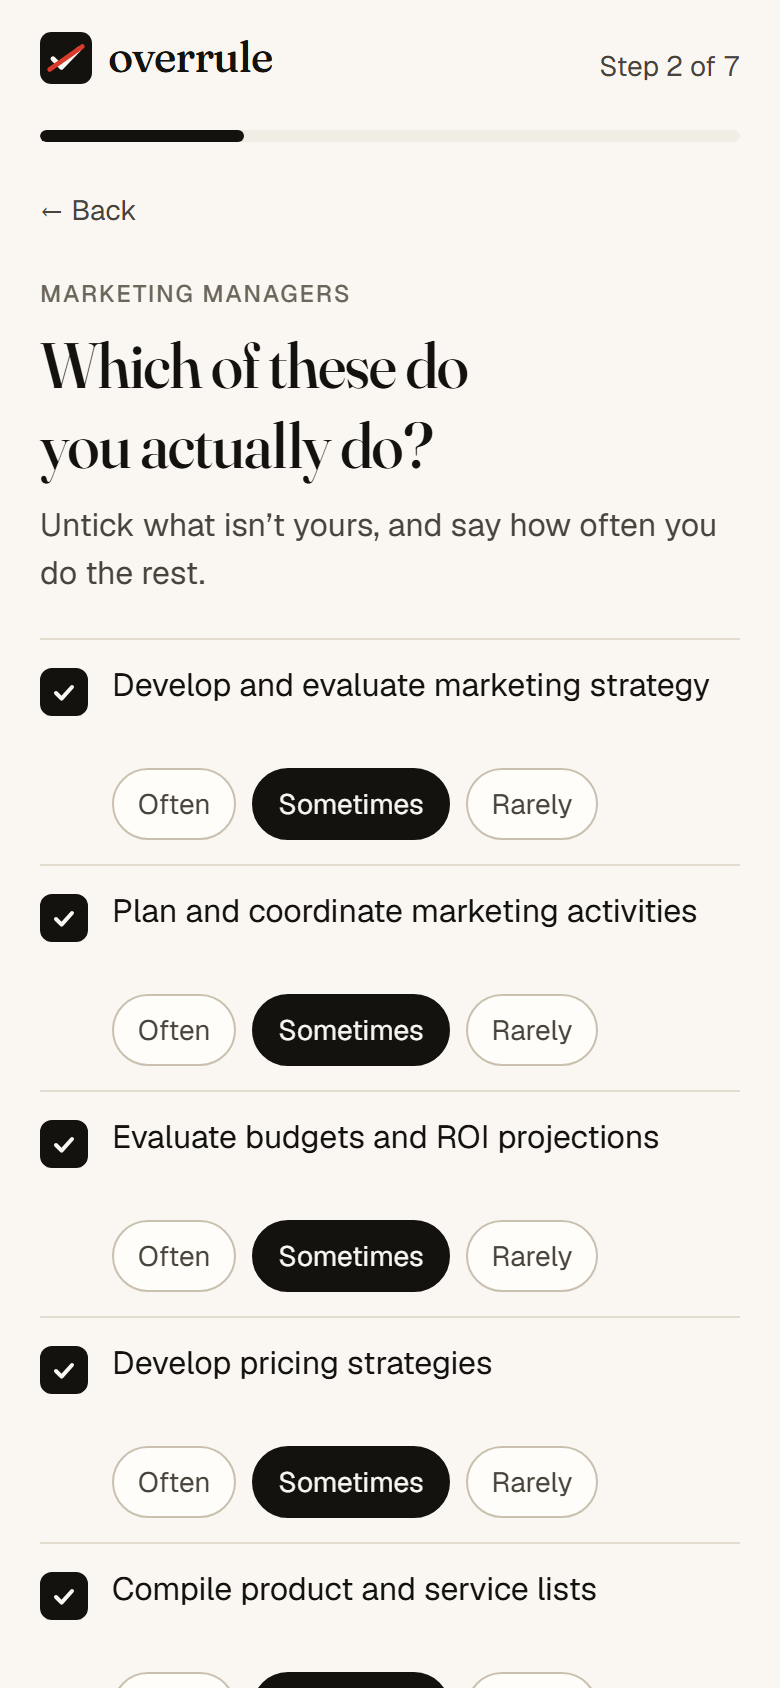 overrule
Step 2 of 7
← Back
MARKETING MANAGERS
Which of these do
you actually do?
Untick what isn’t yours, and say how often you
do the rest.
Develop and evaluate marketing strategy
Often Sometimes Rarely
Plan and coordinate marketing activities
Often Sometimes Rarely
Evaluate budgets and ROI projections
Often Sometimes Rarely
Develop pricing strategies
Often Sometimes Rarely
Compile product and service lists